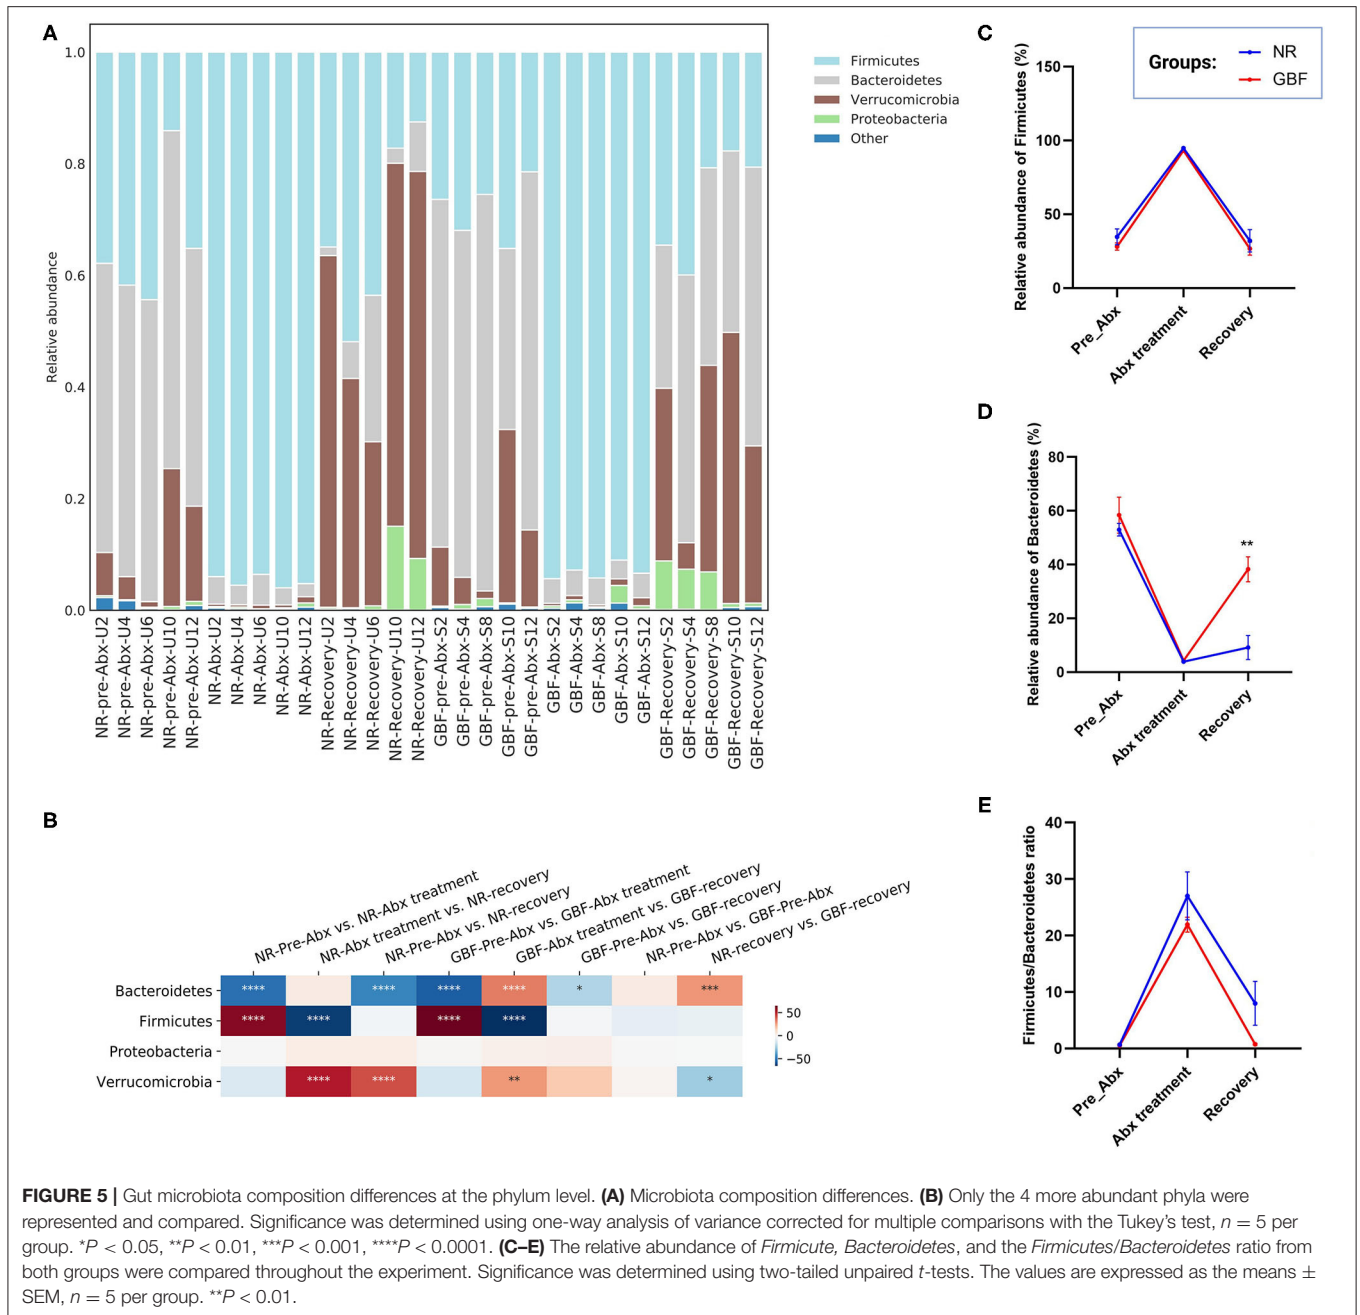 A
1.0
0.8
0.6
0.4
0.2
0.0
Relative abundance
Firmicutes
Bacteroidetes
Verrucomicrobia
Proteobacteria
Other
NR-pre-Abx-U2
NR-pre-Abx-U4
NR-pre-Abx-U6
NR-pre-Abx-U10
NR-pre-Abx-U12
NR-Abx-U2
NR-Abx-U4
NR-Abx-U6
NR-Abx-U10
NR-Abx-U12
NR-Recovery-U2
NR-Recovery-U4
NR-Recovery-U6
NR-Recovery-U10
NR-Recovery-U12
GBF-pre-Abx-S2
GBF-pre-Abx-S4
GBF-pre-Abx-S8
GBF-pre-Abx-S10
GBF-pre-Abx-S12
GBF-Abx-S2
GBF-Abx-S4
GBF-Abx-S8
GBF-Abx-S10
GBF-Abx-S12
GBF-Recovery-S2
GBF-Recovery-S4
GBF-Recovery-S8
GBF-Recovery-S10
GBF-Recovery-S12
B
NR-Pre-Abx vs. NR-Abx treatment
NR-Abx treatment vs. NR-recovery
NR-Pre-Abx vs. NR-recovery
GBF-Pre-Abx vs. GBF-Abx treatment
GBF-Abx treatment vs. GBF-recovery
GBF-Pre-Abx vs. GBF-recovery
NR-Pre-Abx vs. GBF-Pre-Abx
NR-recovery vs. GBF-recovery
Bacteroidetes **** **** **** **** * ***
Firmicutes **** **** **** ****
Proteobacteria
Verrucomicrobia **** **** ** *
50
0
−50
C
Groups:
NR
GBF
Relative abundance of Firmicutes (%)
150
100
50
0
Pre_Abx
Abx treatment
Recovery
D
Relative abundance of Bacteroidetes (%)
80
60
40
20
0
**
Pre_Abx
Abx treatment
Recovery
E
Firmicutes/Bacteroidetes ratio
40
30
20
10
0
Pre_Abx
Abx treatment
Recovery
FIGURE 5 | Gut microbiota composition differences at the phylum level. (A) Microbiota composition differences. (B) Only the 4 more abundant phyla were
represented and compared. Significance was determined using one-way analysis of variance corrected for multiple comparisons with the Tukey's test, n = 5 per
group. *P < 0.05, **P < 0.01, ***P < 0.001, ****P < 0.0001. (C–E) The relative abundance of Firmicute, Bacteroidetes, and the Firmicutes/Bacteroidetes ratio from
both groups were compared throughout the experiment. Significance was determined using two-tailed unpaired t-tests. The values are expressed as the means ±
SEM, n = 5 per group. **P < 0.01.